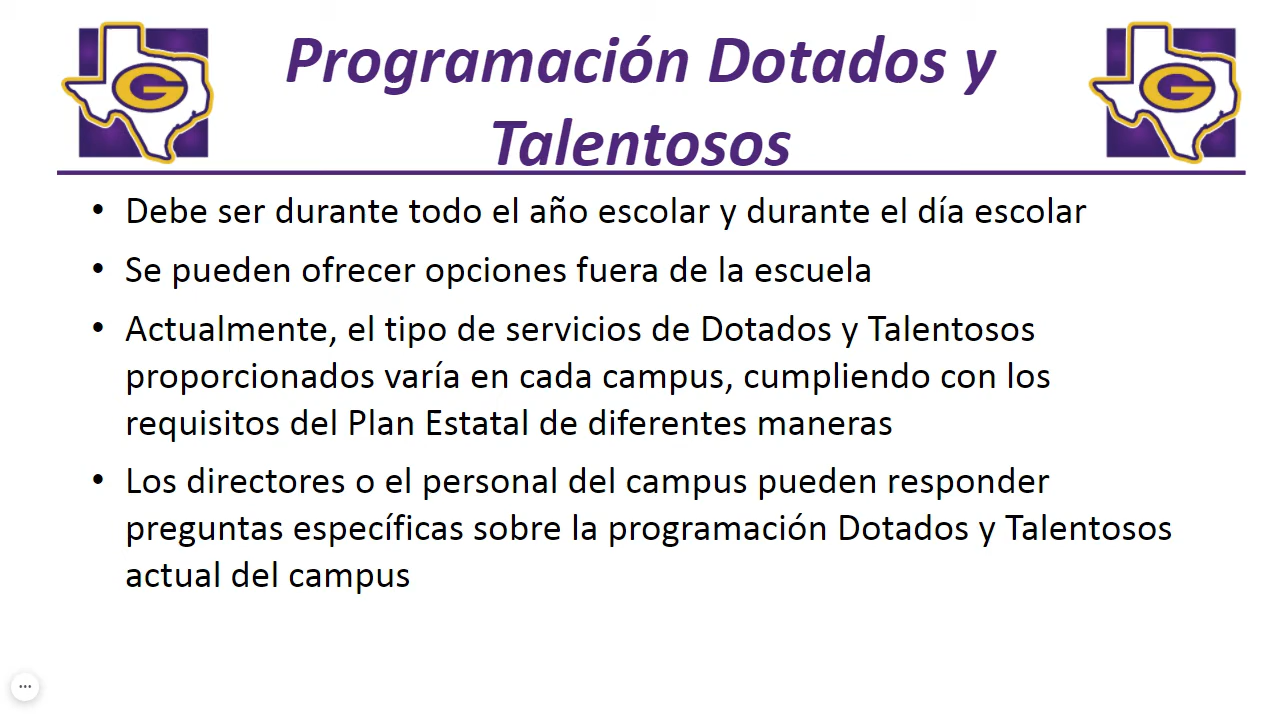 Programación Dotados y
Talentosos
G
G
• Debe ser durante todo el año escolar y durante el día escolar
• Se pueden ofrecer opciones fuera de la escuela
• Actualmente, el tipo de servicios de Dotados y Talentosos
proporcionados varía en cada campus, cumpliendo con los
requisitos del Plan Estatal de diferentes maneras
• Los directores o el personal del campus pueden responder
preguntas específicas sobre la programación Dotados y Talentosos
actual del campus